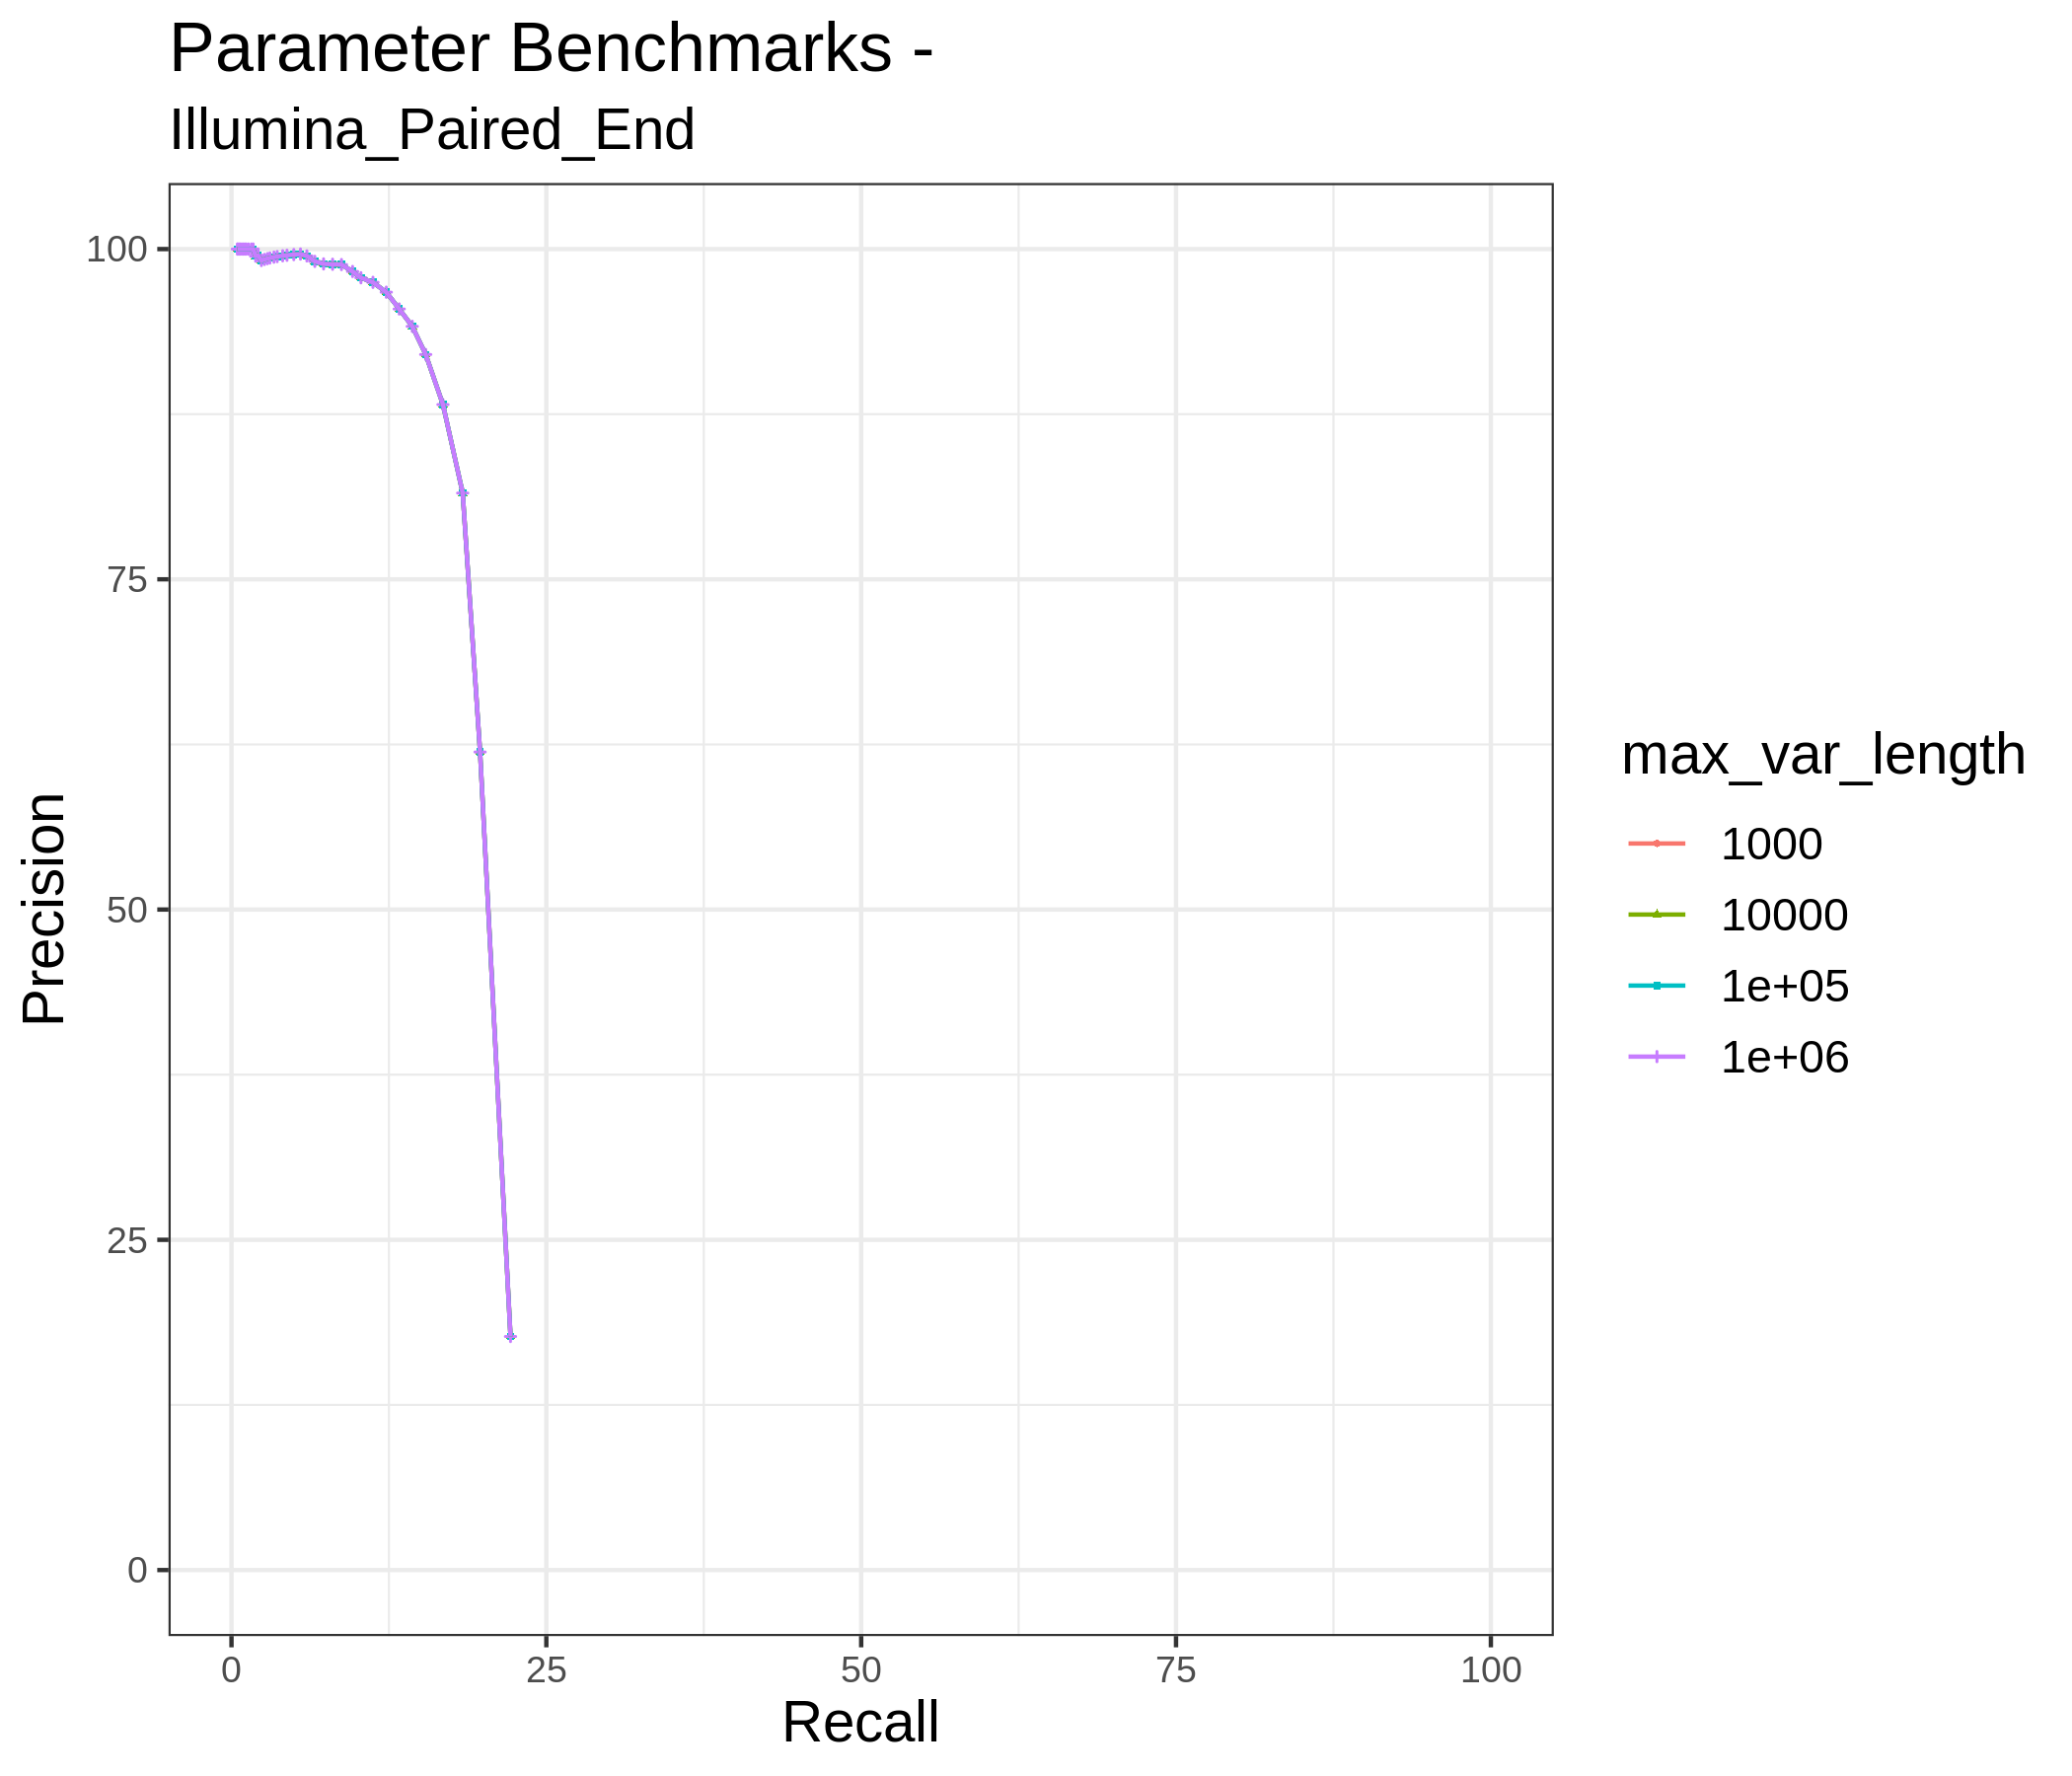 Parameter Benchmarks -
Illumina_Paired_End
100
75
50
25
0
Precision
0 25 50 75 100
Recall
max_var_length
1000
10000
1e+05
1e+06